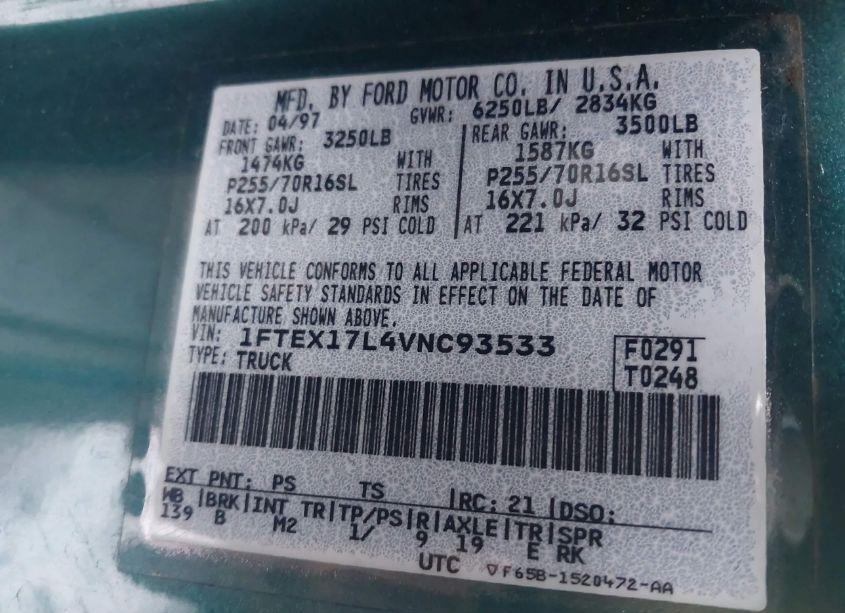 MFD. BY FORD MOTOR CO. IN U.S.A.
DATE: 04/97 GVWR: 6250LB/ 2834KG
FRONT GAWR: 3250LB REAR GAWR: 3500LB
1474KG WITH 1587KG WITH
P255/70R16SL TIRES P255/70R16SL TIRES
16X7.0J RIMS 16X7.0J RIMS
AT 200 kPa/ 29 PSI COLD AT 221 kPa/ 32 PSI COLD
THIS VEHICLE CONFORMS TO ALL APPLICABLE FEDERAL MOTOR
VEHICLE SAFETY STANDARDS IN EFFECT ON THE DATE OF
MANUFACTURE SHOWN ABOVE.
VIN: 1FTEX17L4VNC93533 F0291
TYPE: TRUCK T0248
EXT PNT: PS TS RC: 21 DSO:
WB BRK INT TR TP/PS R AXLE TR SPR
139 B M2 1/ 9 19 E RK
UTC ▽F65B-1520472-AA